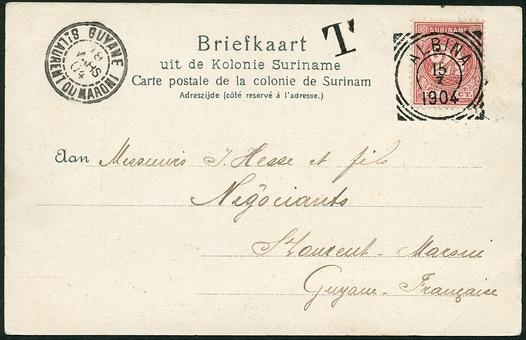 GUYANE
ST LAURENT DU MARONI
T
Briefkaart
uit de Kolonie Suriname
Carte postale de la colonie de Surinam
Adreszijde (côté reservé à l'adresse.)
SURINAME
ALBINA
15
1904
Aan Messieurs J. Hesse et fils
Négociants
St Laurent - Maroni
Guyane - Française